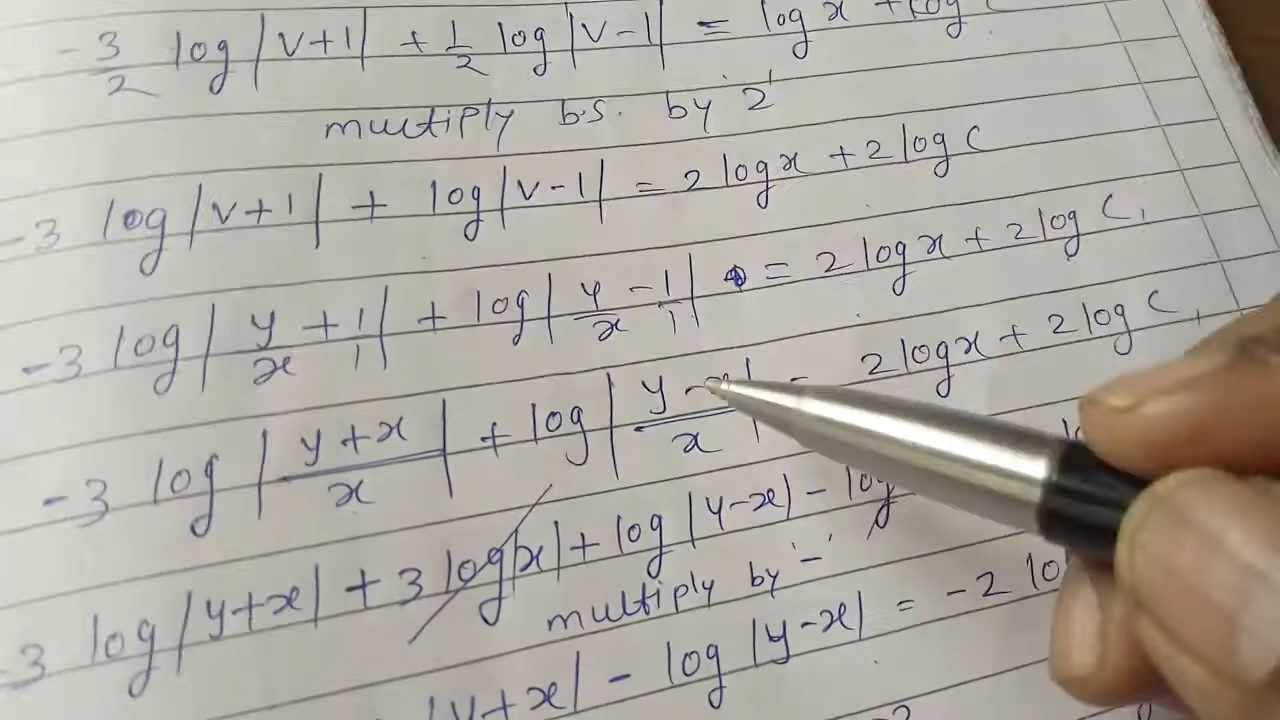 -3/2 log |v+1| + 1/2 log |v-1| = log x + log C
multiply b.s. by 2
-3 log |v+1| + log |v-1| = 2 log x + 2 log C
-3 log | y/x + 1/1 | + log | y/x - 1/1 | = 2 log x + 2 log C,
-3 log | y+x / x | + log | y-x / x | = 2 log x + 2 log C,
-3 log |y+x| + 3 log |x| + log |y-x| - log
multiply by '-'
|y+x| - log |y-x| = -2 lo